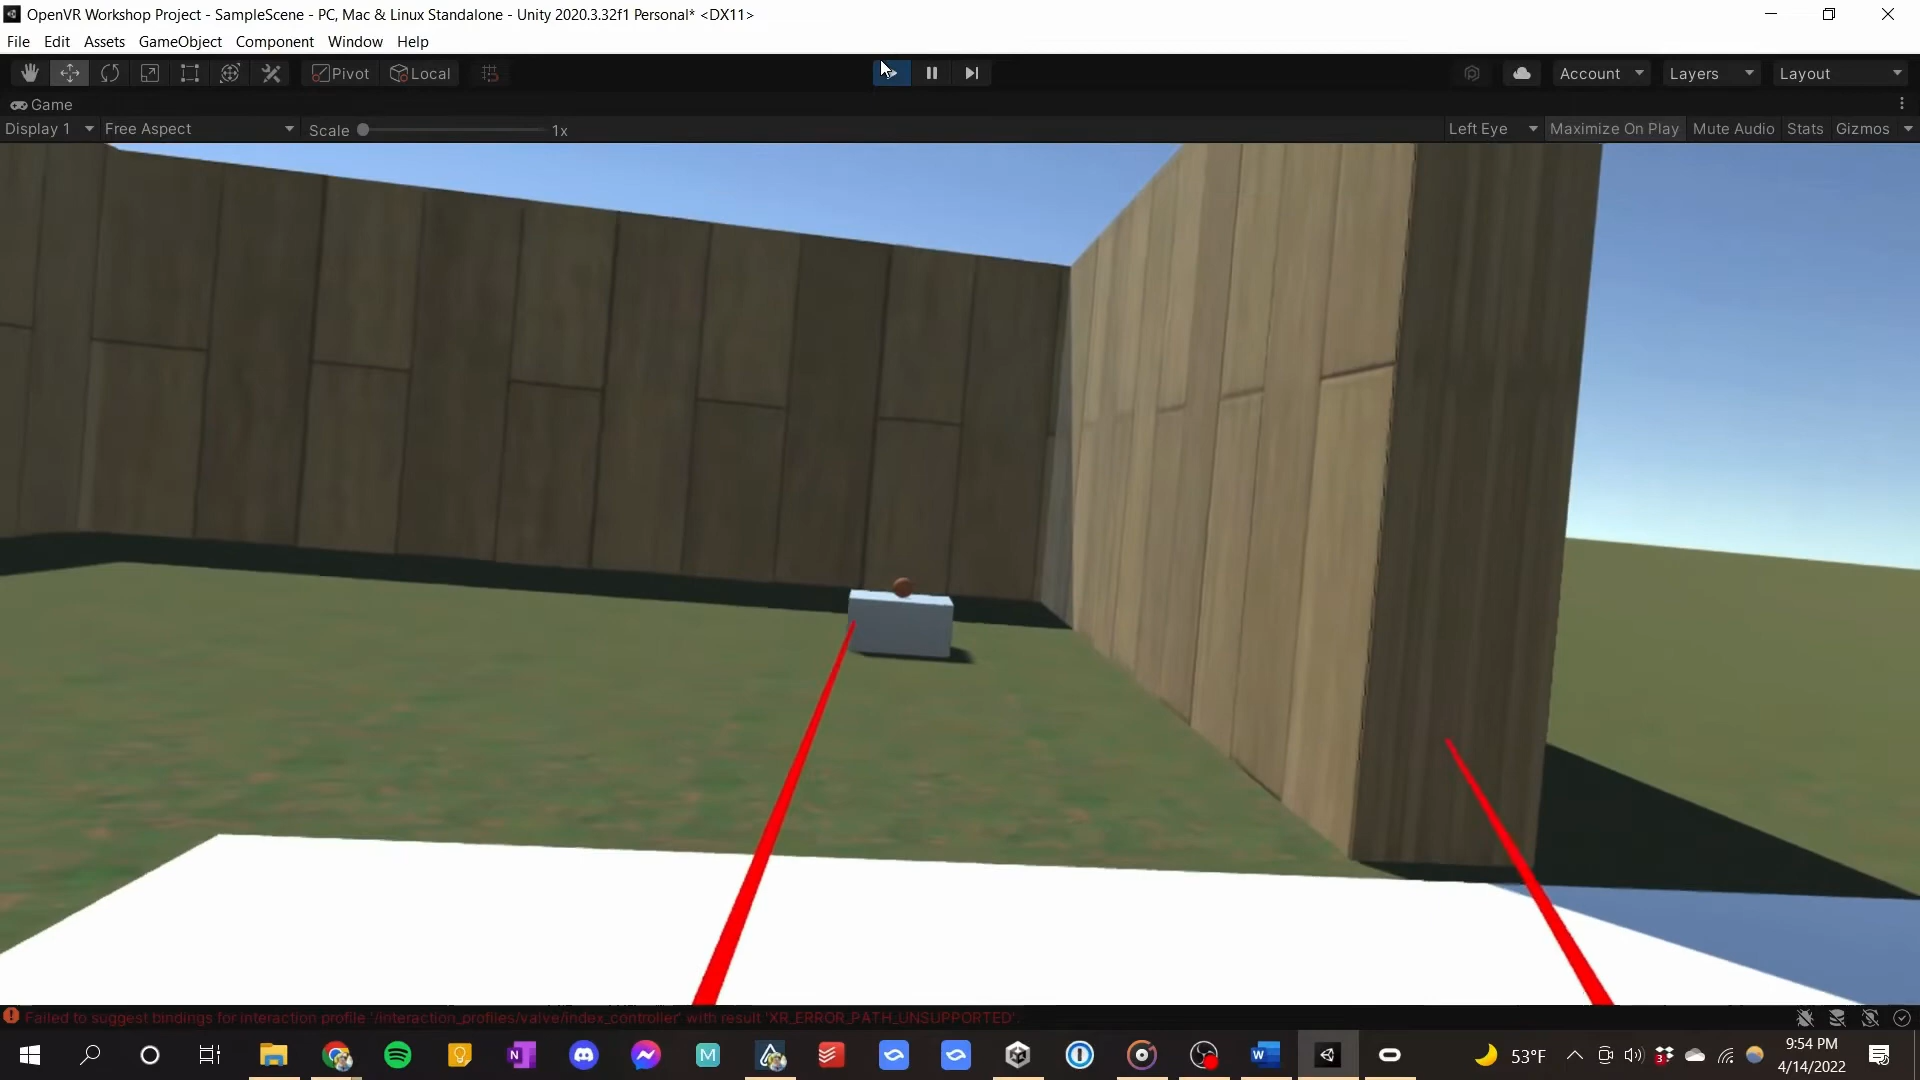 OpenVR Workshop Project - SampleScene - PC, Mac & Linux Standalone - Unity 2020.3.32f1 Personal* <DX11>
File Edit Assets GameObject Component Window Help
Pivot Local Account Layers Layout
Game
Display 1 Free Aspect Scale 1x Left Eye Maximize On Play Mute Audio Stats Gizmos
Failed to suggest bindings for interaction profile '/interaction_profiles/valve/index_controller' with result 'XR_ERROR_PATH_UNSUPPORTED'.
53°F
9:54 PM
4/14/2022